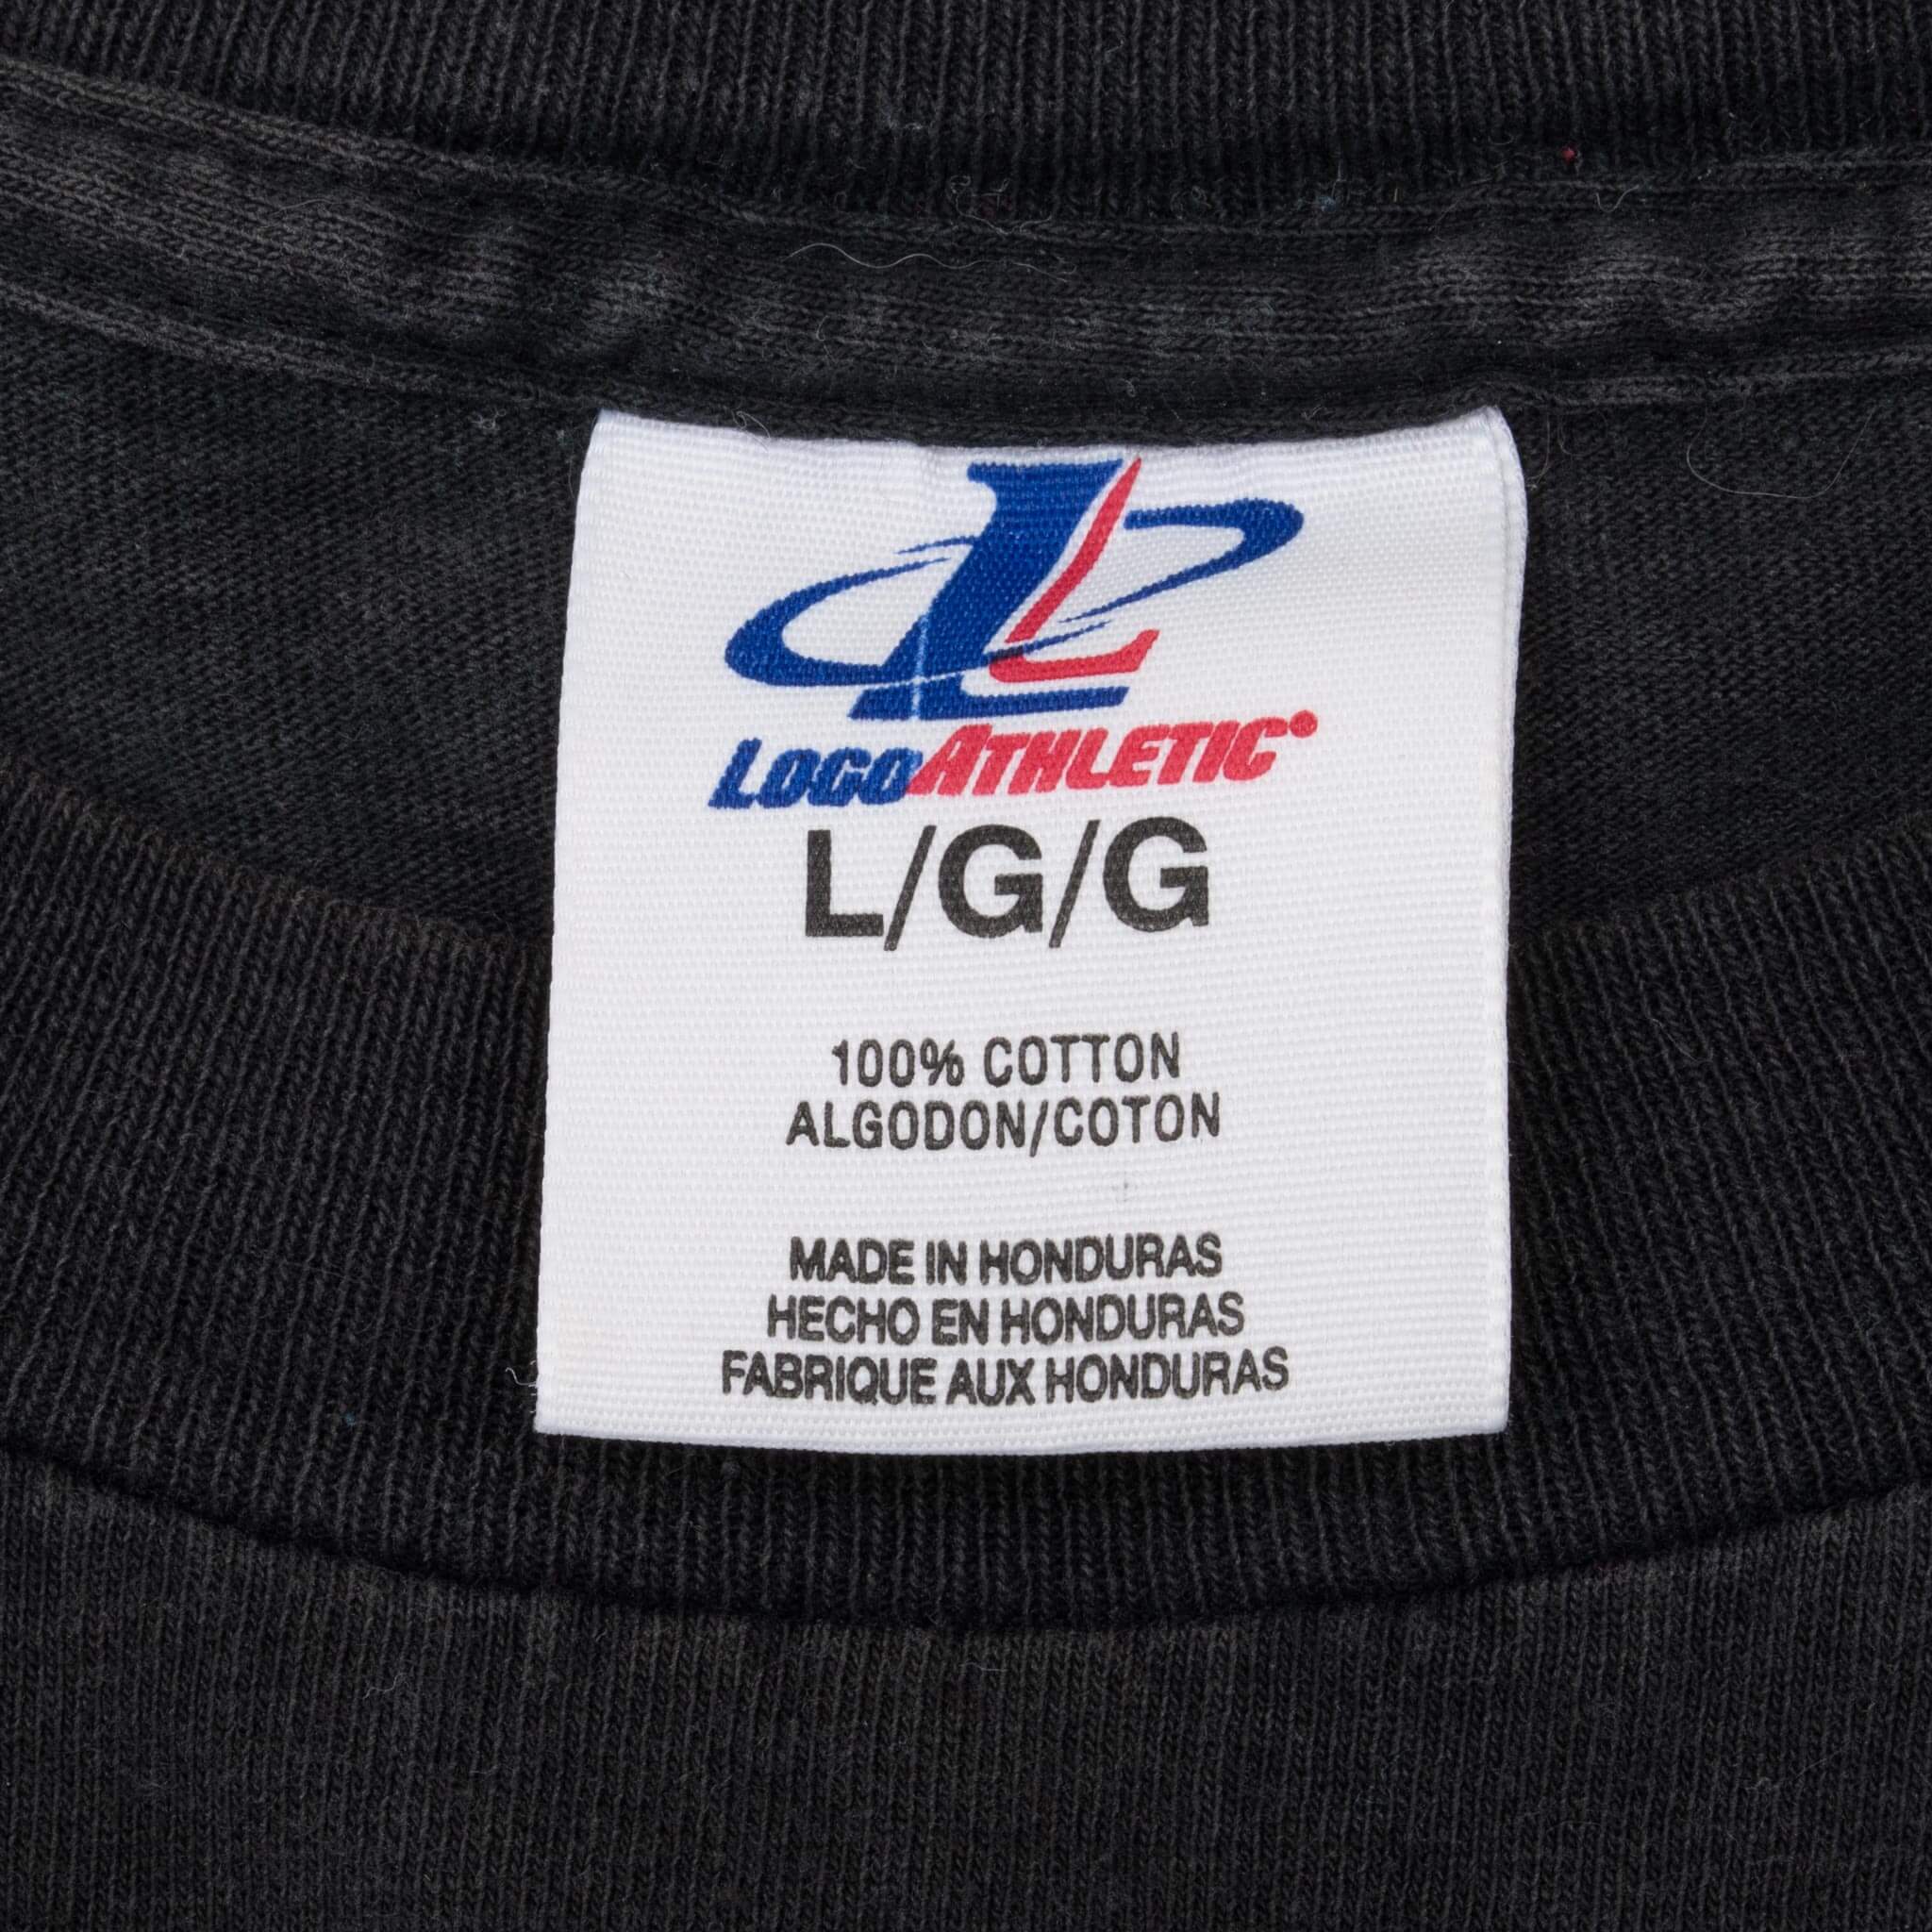 LOGOATHLETIC
L/G/G
100% COTTON
ALGODON/COTON
MADE IN HONDURAS
HECHO EN HONDURAS
FABRIQUE AUX HONDURAS